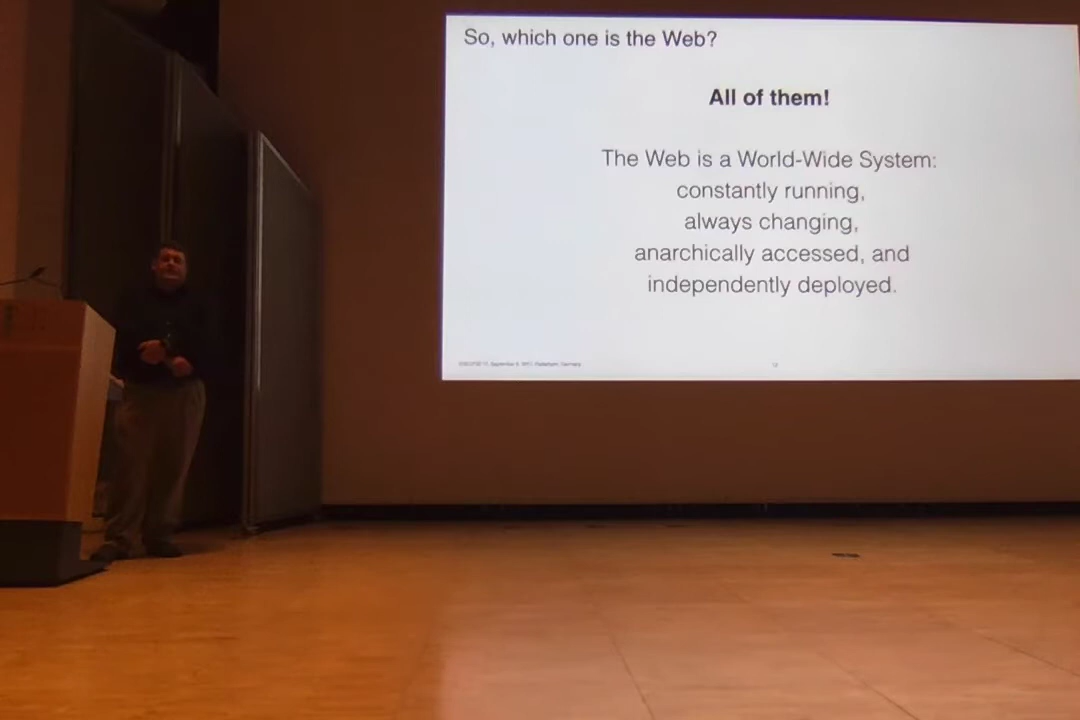 So, which one is the Web?
All of them!
The Web is a World-Wide System:
constantly running,
always changing,
anarchically accessed, and
independently deployed.